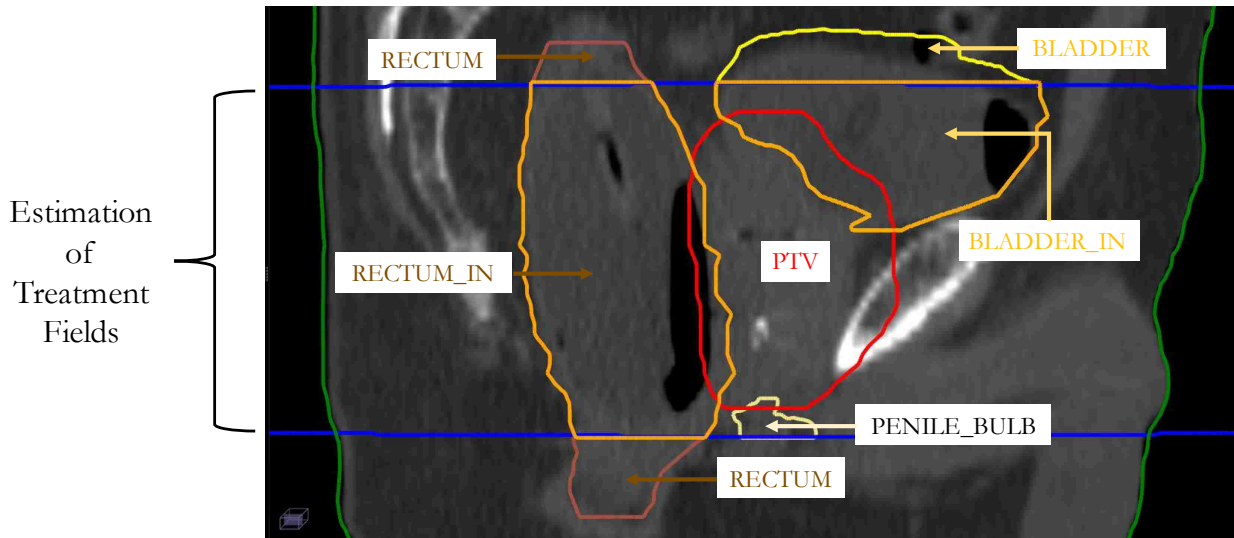 RECTUM
BLADDER
Estimation
of
Treatment
Fields
BLADDER_IN
RECTUM_IN
PTV
PENILE_BULB
RECTUM